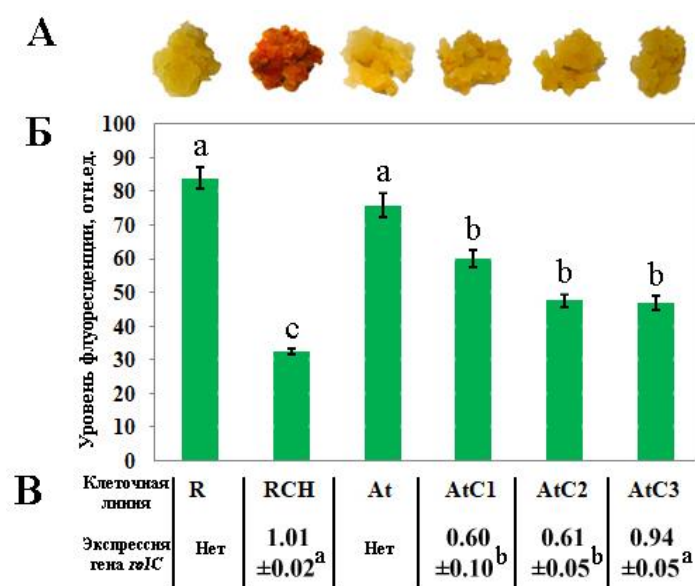 А
Б
Уровень флуоресценции, отн.ед.
100
90
80
70
60
50
40
30
20
10
0
a
c
a
b
b
b
В
Клеточная линия
R
RCH
At
AtC1
AtC2
AtC3
Экспрессия гена rolC
Нет
1.01 ±0.02a
Нет
0.60 ±0.10b
0.61 ±0.05b
0.94 ±0.05a